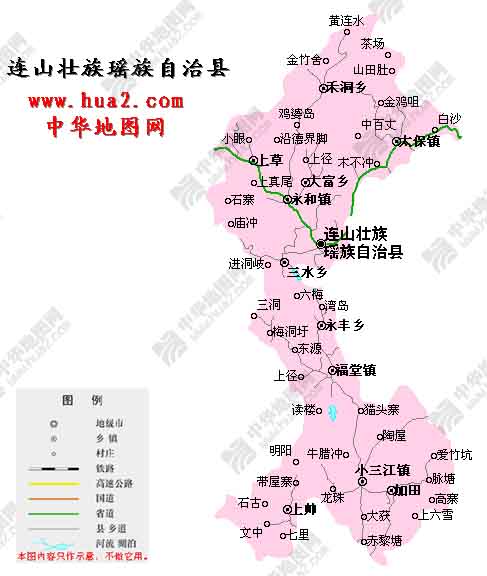 连山壮族瑶族自治县
www.hua2.com
中华地图网
黄连水
茶场
金竹舍
山田肚
禾洞乡
金鸡咀
鸡婆岛
白沙
中百丈
小眼
沿德界脚
太保镇
上草
上径
木不冲
上真尾
大富乡
石寨
永和镇
庙冲
连山壮族
瑶族自治县
进洞岐
三水乡
六梅
湾岛
三洞
永丰乡
梅洞圩
东源
上径
福堂镇
读楼
猫头寨
陶屋
明阳
牛腊冲
爱竹坑
小三江镇
带屋寨
脉塘
龙珠
加田
高寨
石古
上帅
大获
上六雪
文中
七里
赤黎塘
图 例
地级市
乡 镇
村庄
铁路
高速公路
国道
省道
县 乡道
河流 湖泊
本图内容只作示意，不做它用。